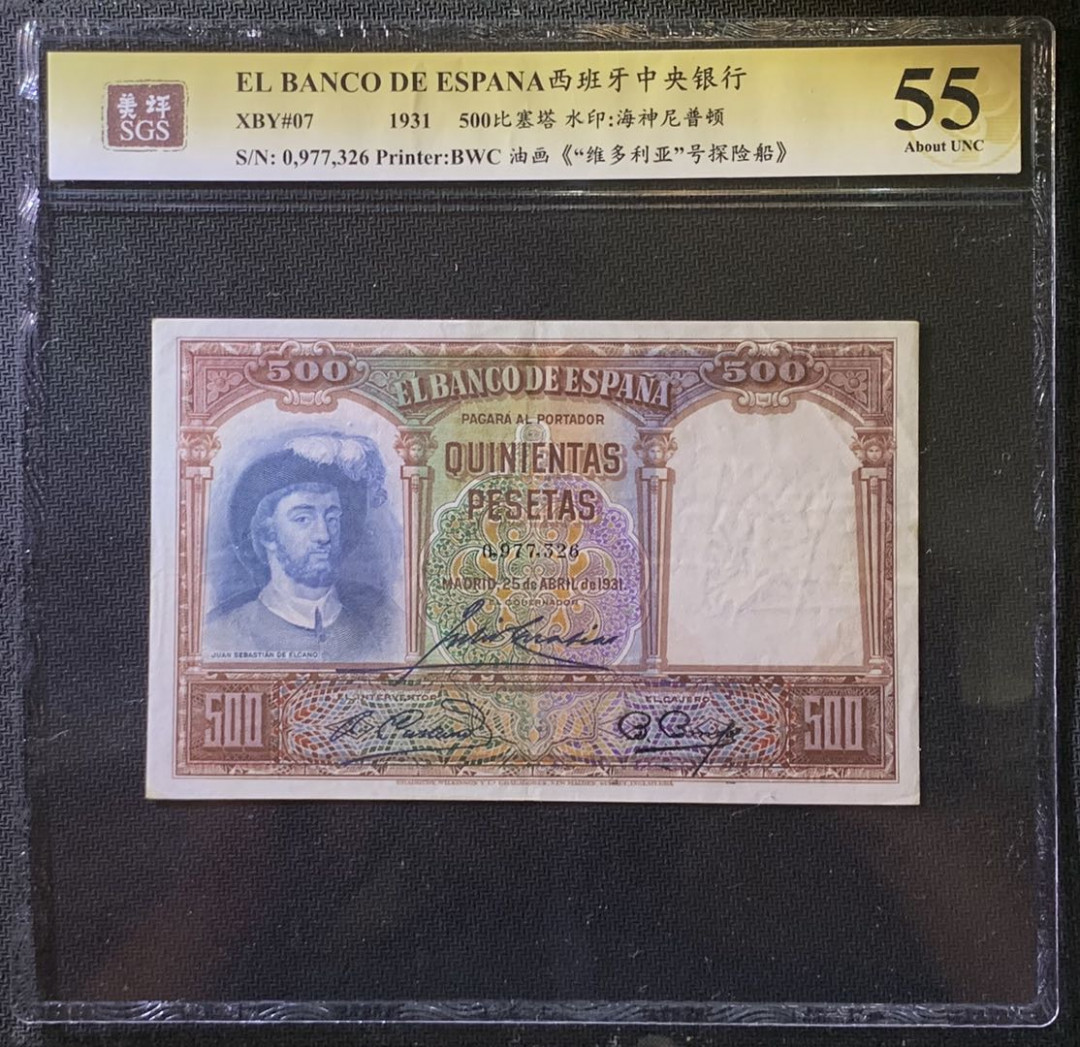 美评
SGS
EL BANCO DE ESPANA西班牙中央银行
XBY#07 1931 500比塞塔 水印:海神尼普顿
S/N: 0,977,326 Printer:BWC 油画《“维多利亚”号探险船》
55
About UNC
500 EL BANCO DE ESPAÑA 500
PAGARÁ AL PORTADOR
QUINIENTAS
PESETAS
0,977,326
MADRID 25 de ABRIL de 1931.
EL GOBERNADOR
JUAN SEBASTIÁN DE ELCANO
EL INTERVENTOR EL CAJERO
500 500